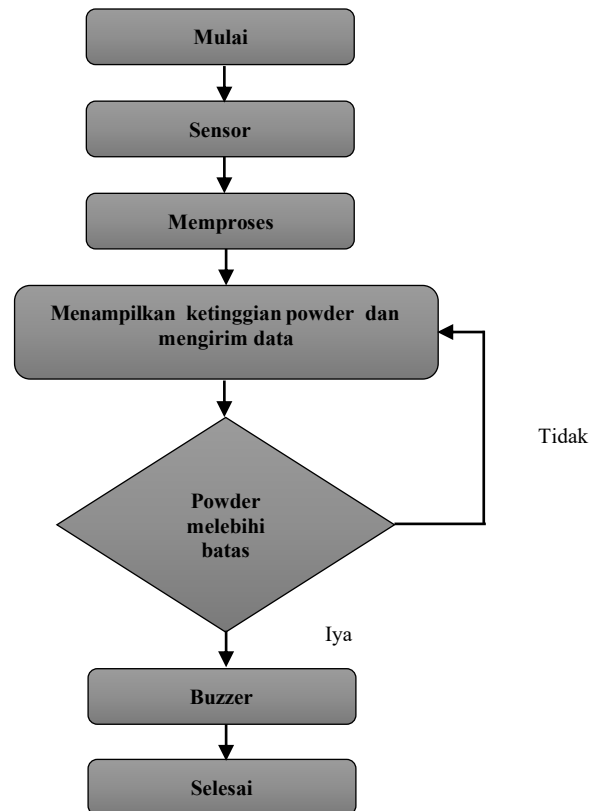 Mulai
Sensor
Memproses
Menampilkan ketinggian powder dan
mengirim data
Tidak
Powder
melebihi
batas
Iya
Buzzer
Selesai